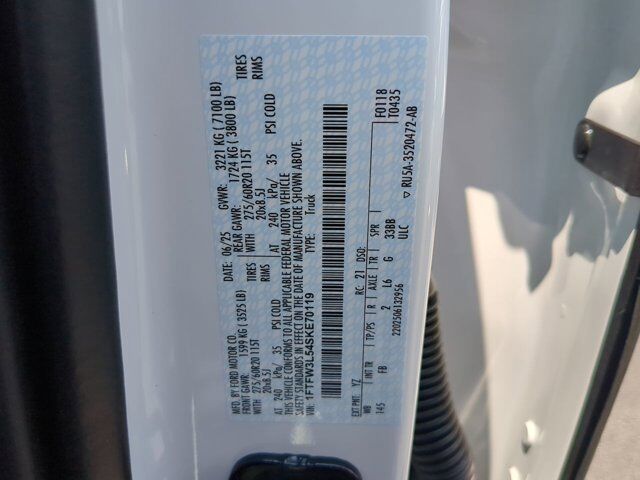 MFD. BY FORD MOTOR CO.
DATE: 06/25 GVWR: 3221 KG ( 7100 LB)
FRONT GAWR: 1599 KG ( 3525 LB) REAR GAWR: 1724 KG ( 3800 LB)
WITH 275/60R20 115T TIRES WITH 275/60R20 115T TIRES
20x8.5J RIMS 20x8.5J RIMS
AT 240 kPa/ 35 PSI COLD AT 240 kPa/ 35 PSI COLD
THIS VEHICLE CONFORMS TO ALL APPLICABLE FEDERAL MOTOR VEHICLE
SAFETY STANDARDS IN EFFECT ON THE DATE OF MANUFACTURE SHOWN ABOVE.
VIN: 1FTFW3L54SKE70119 TYPE: Truck
EXT PNT: YZ RC: 21 DSO: F0118
T0435
WB INT TR TP/PS R AXLE TR SPR
145 FB 2 L6 G 33BB
ULC
2202506132956 RU5A-3520472-AB